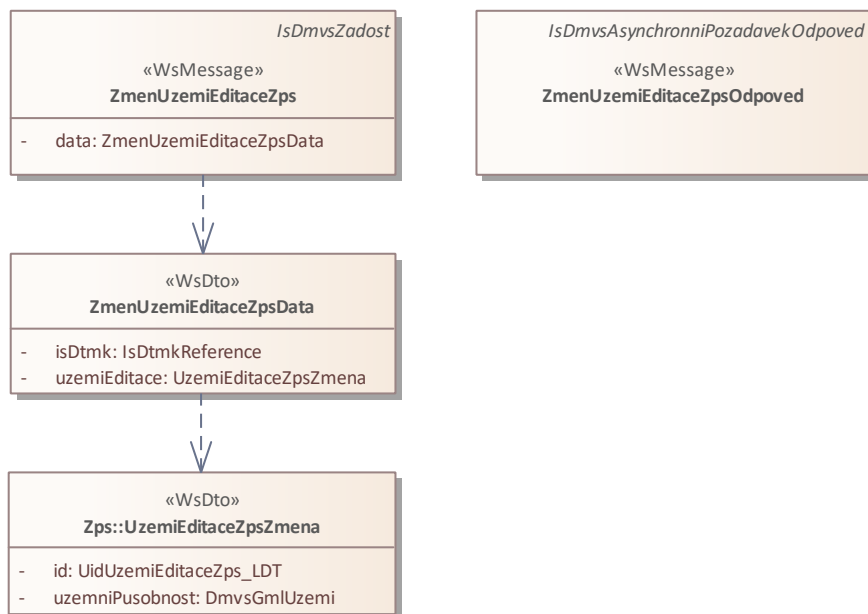 IsDmvsZadost
«WsMessage»
ZmenUzemiEditaceZps
- data: ZmenUzemiEditaceZpsData
IsDmvsAsynchronniPozadavekOdpoved
«WsMessage»
ZmenUzemiEditaceZpsOdpoved
«WsDto»
ZmenUzemiEditaceZpsData
- isDtmk: IsDtmkReference
- uzemiEditace: UzemiEditaceZpsZmena
«WsDto»
Zps::UzemiEditaceZpsZmena
- id: UidUzemiEditaceZps_LDT
- uzemniPusobnost: DmvsGmlUzemi